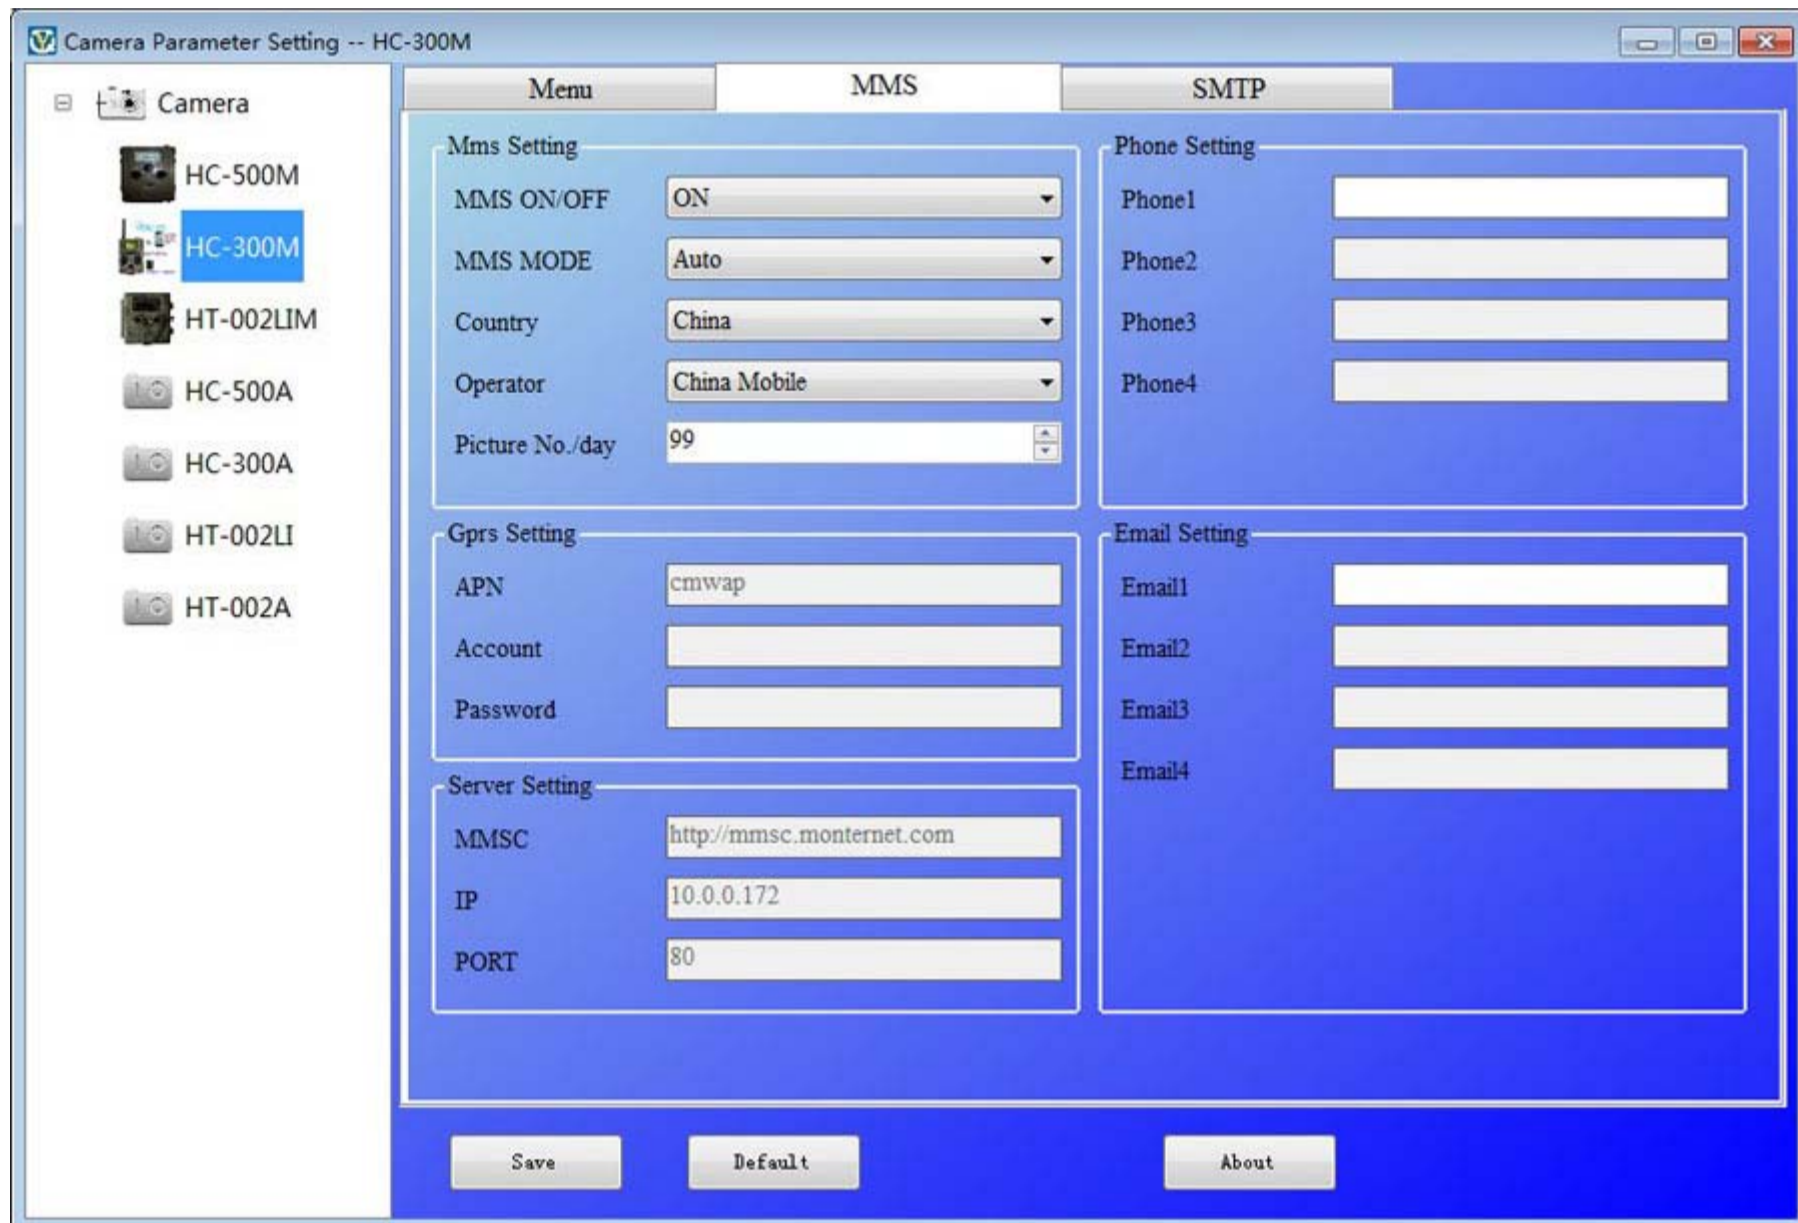 Camera Parameter Setting -- HC-300M
Camera
HC-500M
HC-300M
HT-002LIM
HC-500A
HC-300A
HT-002LI
HT-002A
Menu
MMS
SMTP
Mms Setting
MMS ON/OFF ON
MMS MODE Auto
Country China
Operator China Mobile
Picture No./day 99
Gprs Setting
APN cmwap
Account
Password
Server Setting
MMSC http://mmsc.monternet.com
IP 10.0.0.172
PORT 80
Phone Setting
Phone1
Phone2
Phone3
Phone4
Email Setting
Email1
Email2
Email3
Email4
Save
Default
About